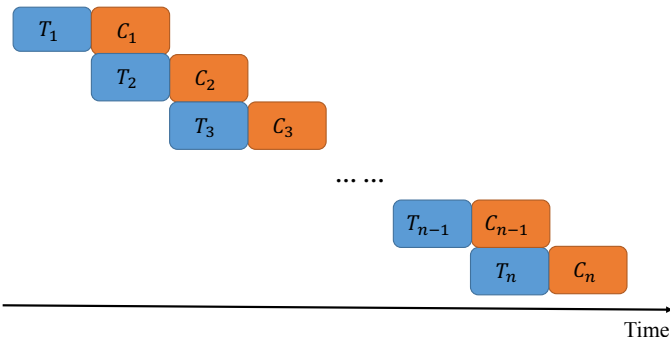 T₁ C₁
T₂ C₂
T₃ C₃
... ...
Tₙ₋₁ Cₙ₋₁
Tₙ Cₙ
Time